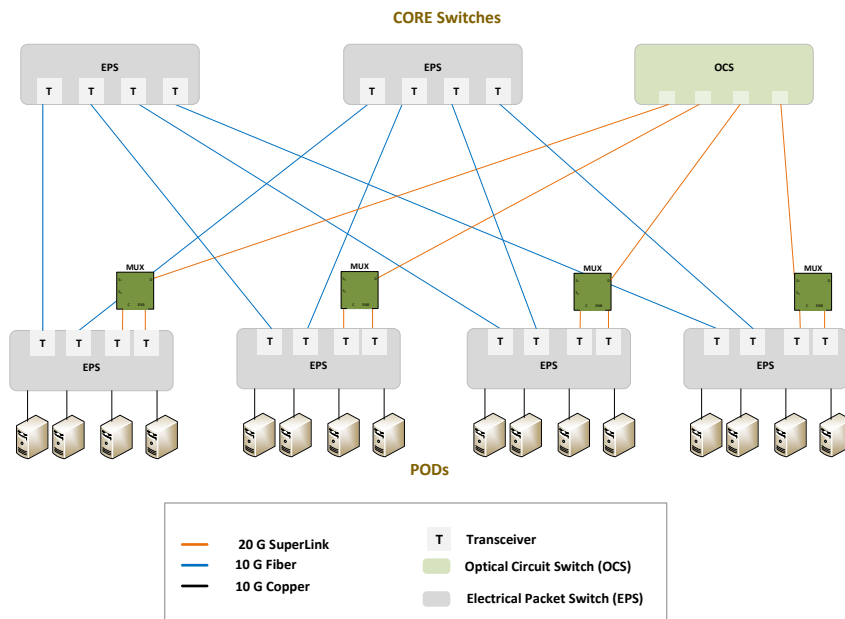 CORE Switches
EPS
EPS
OCS
T T T T
T T T T
MUX
MUX
MUX
MUX
T T T T
T T T T
T T T T
T T T T
EPS
EPS
EPS
EPS
PODs
20 G SuperLink
10 G Fiber
10 G Copper
T Transceiver
Optical Circuit Switch (OCS)
Electrical Packet Switch (EPS)